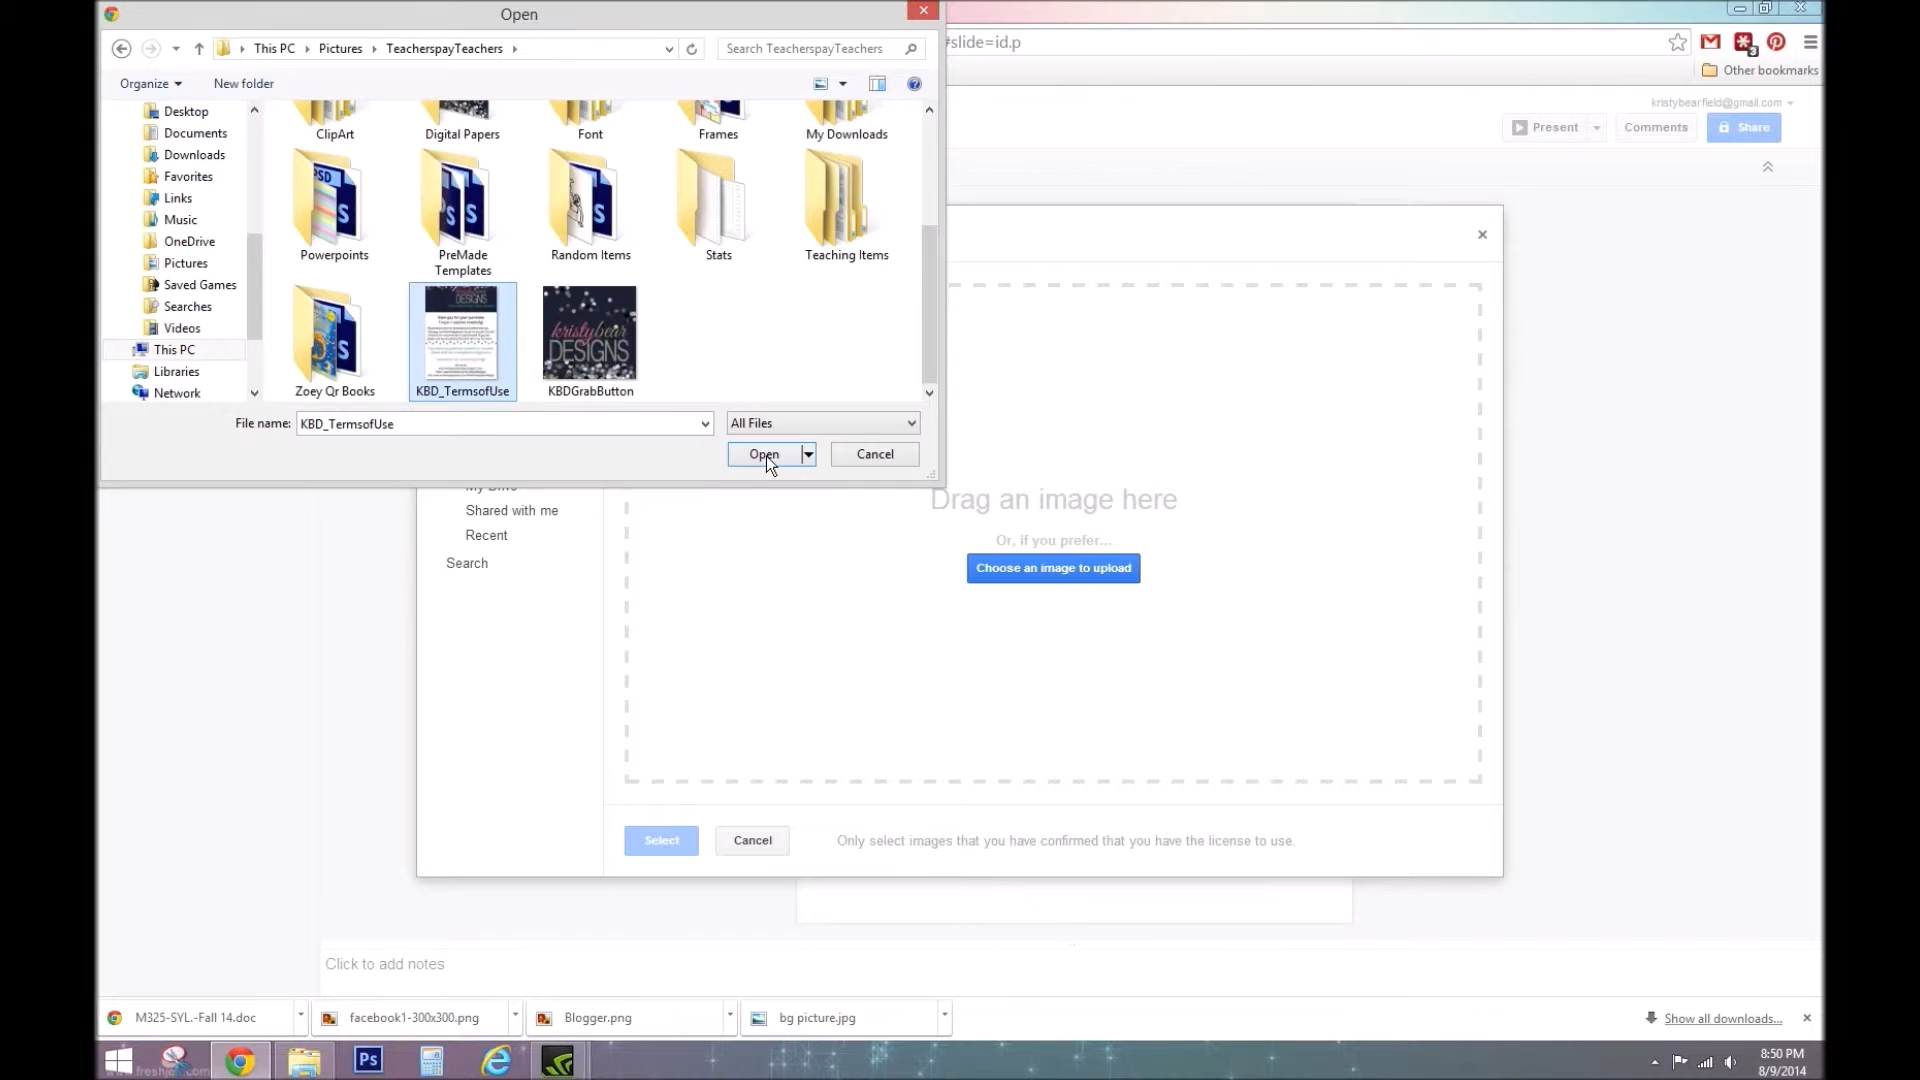 Open
This PC Pictures TeacherspayTeachers
Search TeacherspayTeachers
#slide=id.p
3
Other bookmarks
Organize
New folder
kristybearfield@gmail.com
Present
Comments
Share
Desktop
Documents
Downloads
Favorites
Links
Music
OneDrive
Pictures
Saved Games
Searches
Videos
This PC
Libraries
Network
ClipArt
Digital Papers
Font
Frames
My Downloads
Powerpoints
PreMade
Templates
Random Items
Stats
Teaching Items
Zoey Qr Books
KBD_TermsofUse
KBDGrabButton
kristybear
DESIGNS
File name: KBD_TermsofUse
All Files
Open
Cancel
My Drive
Shared with me
Recent
Search
Drag an image here
Or, if you prefer...
Choose an image to upload
Select
Cancel
Only select images that you have confirmed that you have the license to use.
Click to add notes
M325-SYL.-Fall 14.doc
facebook1-300x300.png
Blogger.png
bg picture.jpg
Show all downloads...
Ps
8:50 PM
8/9/2014